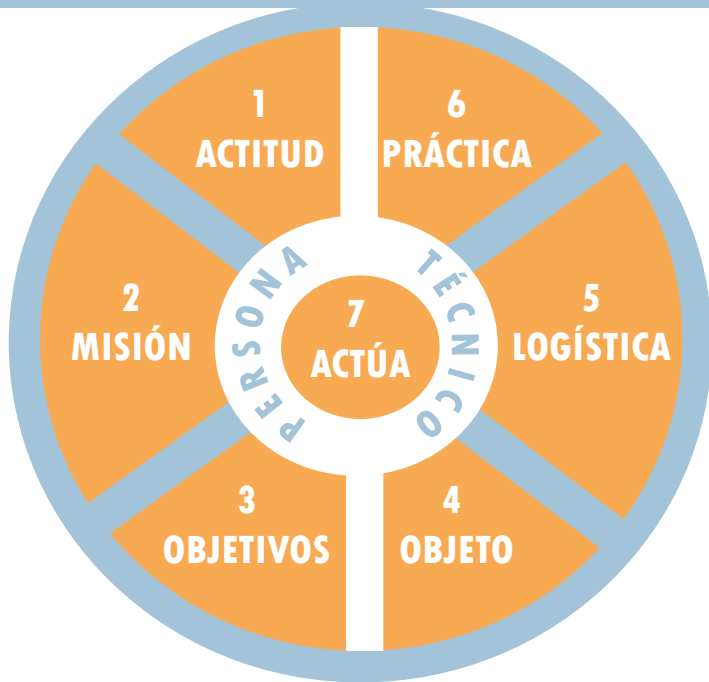 1
ACTITUD
6
PRÁCTICA
2
MISIÓN
PERSONA
7
ACTÚA
TÉCNICO
5
LOGÍSTICA
3
OBJETIVOS
4
OBJETO